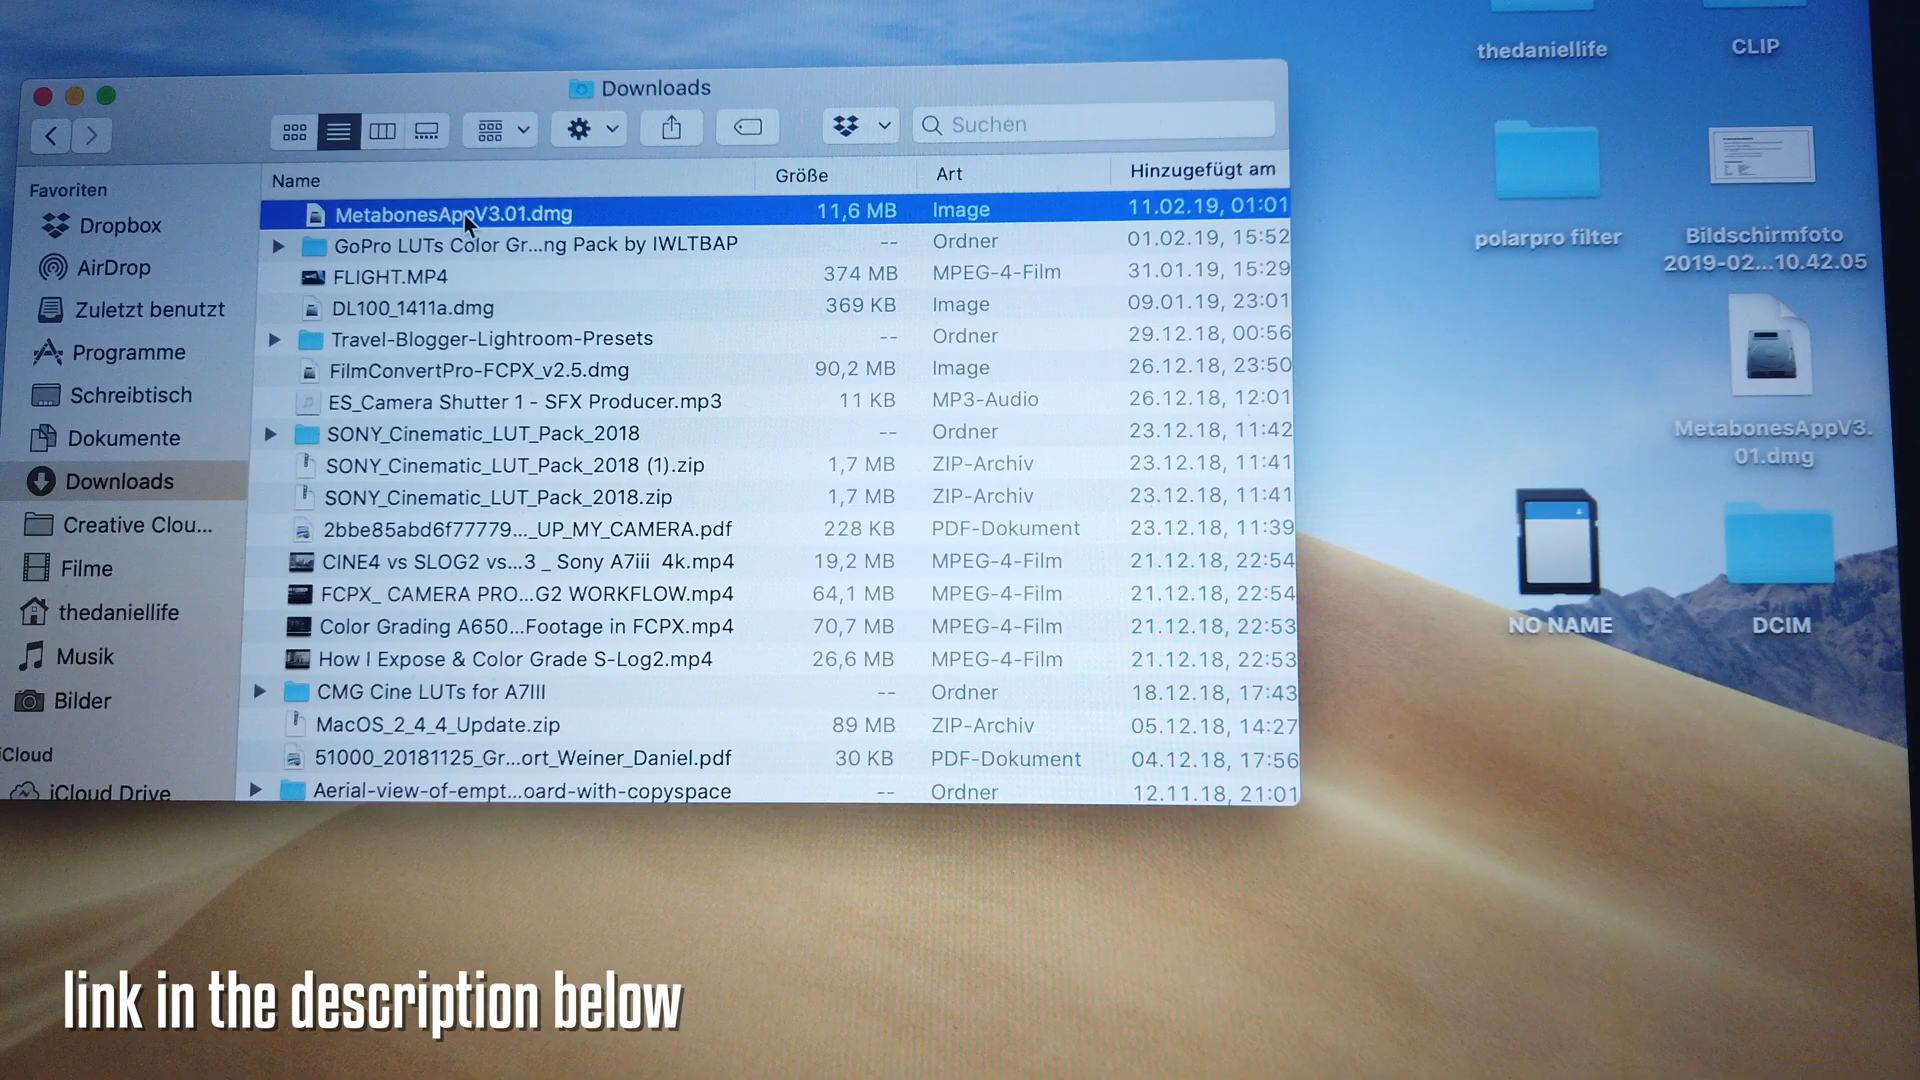 thedaniellife
CLIP
Downloads
Suchen
Favoriten
Dropbox
AirDrop
Zuletzt benutzt
Programme
Schreibtisch
Dokumente
Downloads
Creative Clou...
Filme
thedaniellife
Musik
Bilder
iCloud
iCloud Drive
Name Größe Art Hinzugefügt am
MetabonesAppV3.01.dmg 11,6 MB Image 11.02.19, 01:01
GoPro LUTs Color Gr...ng Pack by IWLTBAP -- Ordner 01.02.19, 15:52
FLIGHT.MP4 374 MB MPEG-4-Film 31.01.19, 15:29
DL100_1411a.dmg 369 KB Image 09.01.19, 23:01
Travel-Blogger-Lightroom-Presets -- Ordner 29.12.18, 00:56
FilmConvertPro-FCPX_v2.5.dmg 90,2 MB Image 26.12.18, 23:50
ES_Camera Shutter 1 - SFX Producer.mp3 11 KB MP3-Audio 26.12.18, 12:01
SONY_Cinematic_LUT_Pack_2018 -- Ordner 23.12.18, 11:42
SONY_Cinematic_LUT_Pack_2018 (1).zip 1,7 MB ZIP-Archiv 23.12.18, 11:41
SONY_Cinematic_LUT_Pack_2018.zip 1,7 MB ZIP-Archiv 23.12.18, 11:41
2bbe85abd6f77779..._UP_MY_CAMERA.pdf 228 KB PDF-Dokument 23.12.18, 11:39
CINE4 vs SLOG2 vs...3 _ Sony A7iii 4k.mp4 19,2 MB MPEG-4-Film 21.12.18, 22:54
FCPX_ CAMERA PRO...G2 WORKFLOW.mp4 64,1 MB MPEG-4-Film 21.12.18, 22:54
Color Grading A650...Footage in FCPX.mp4 70,7 MB MPEG-4-Film 21.12.18, 22:53
How I Expose & Color Grade S-Log2.mp4 26,6 MB MPEG-4-Film 21.12.18, 22:53
CMG Cine LUTs for A7III -- Ordner 18.12.18, 17:43
MacOS_2_4_4_Update.zip 89 MB ZIP-Archiv 05.12.18, 14:27
51000_20181125_Gr...ort_Weiner_Daniel.pdf 30 KB PDF-Dokument 04.12.18, 17:56
Aerial-view-of-empt...oard-with-copyspace -- Ordner 12.11.18, 21:01
polarpro filter
Bildschirmfoto
2019-02...10.42.05
MetabonesAppV3.
01.dmg
NO NAME
DCIM
link in the description below